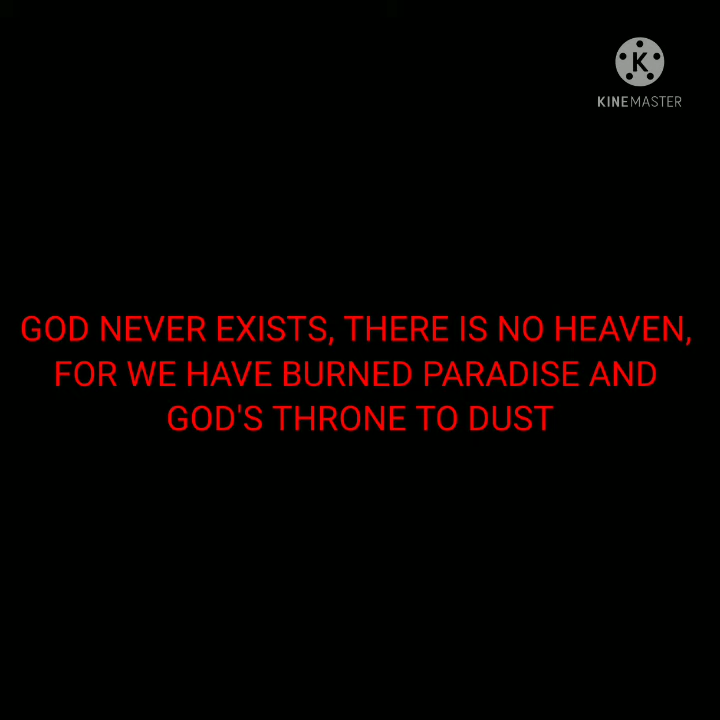 K
KINEMASTER
GOD NEVER EXISTS, THERE IS NO HEAVEN,
FOR WE HAVE BURNED PARADISE AND
GOD'S THRONE TO DUST